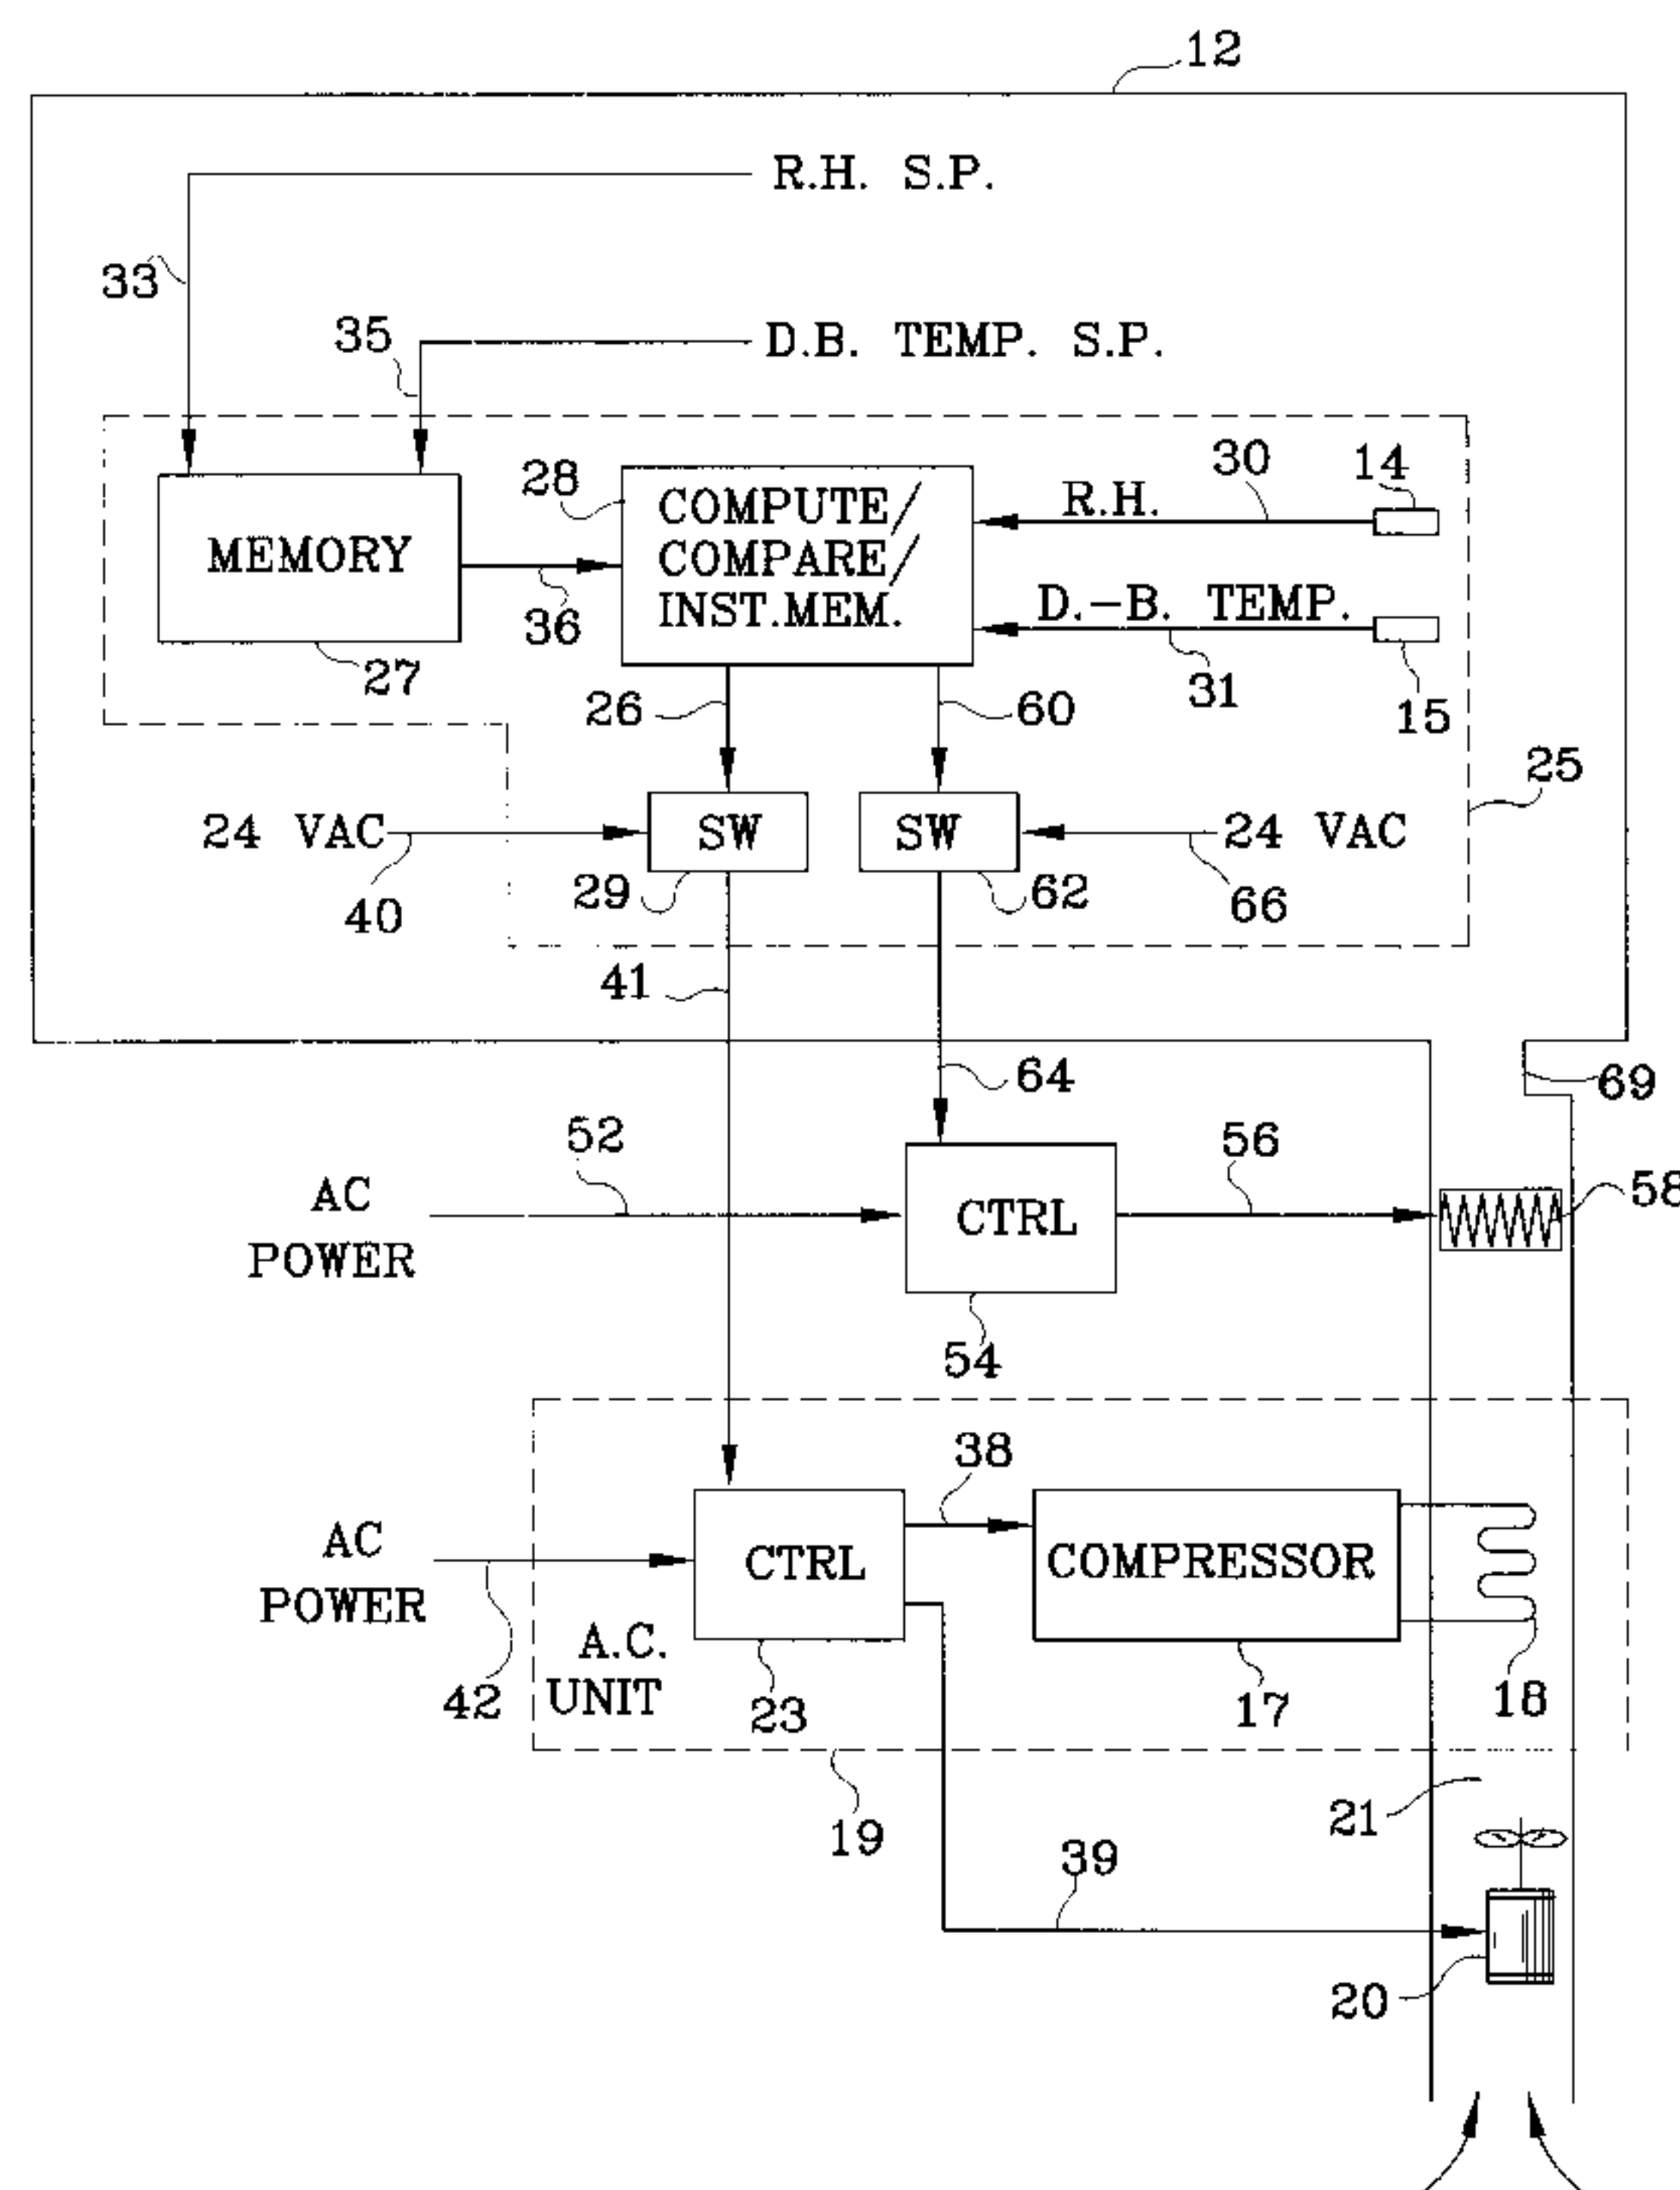 12
R.H. S.P.
33
35
D.B. TEMP. S.P.
28
COMPUTE/
COMPARE/
INST.MEM.
R.H.
30
14
MEMORY
36
D.-B. TEMP.
27
31
15
26
60
25
24 VAC
SW
SW
24 VAC
40
29
62
66
41
64
69
52
56
AC
POWER
CTRL
58
54
38
AC
POWER
CTRL
COMPRESSOR
A.C.
UNIT
42
23
17
18
19
21
39
20